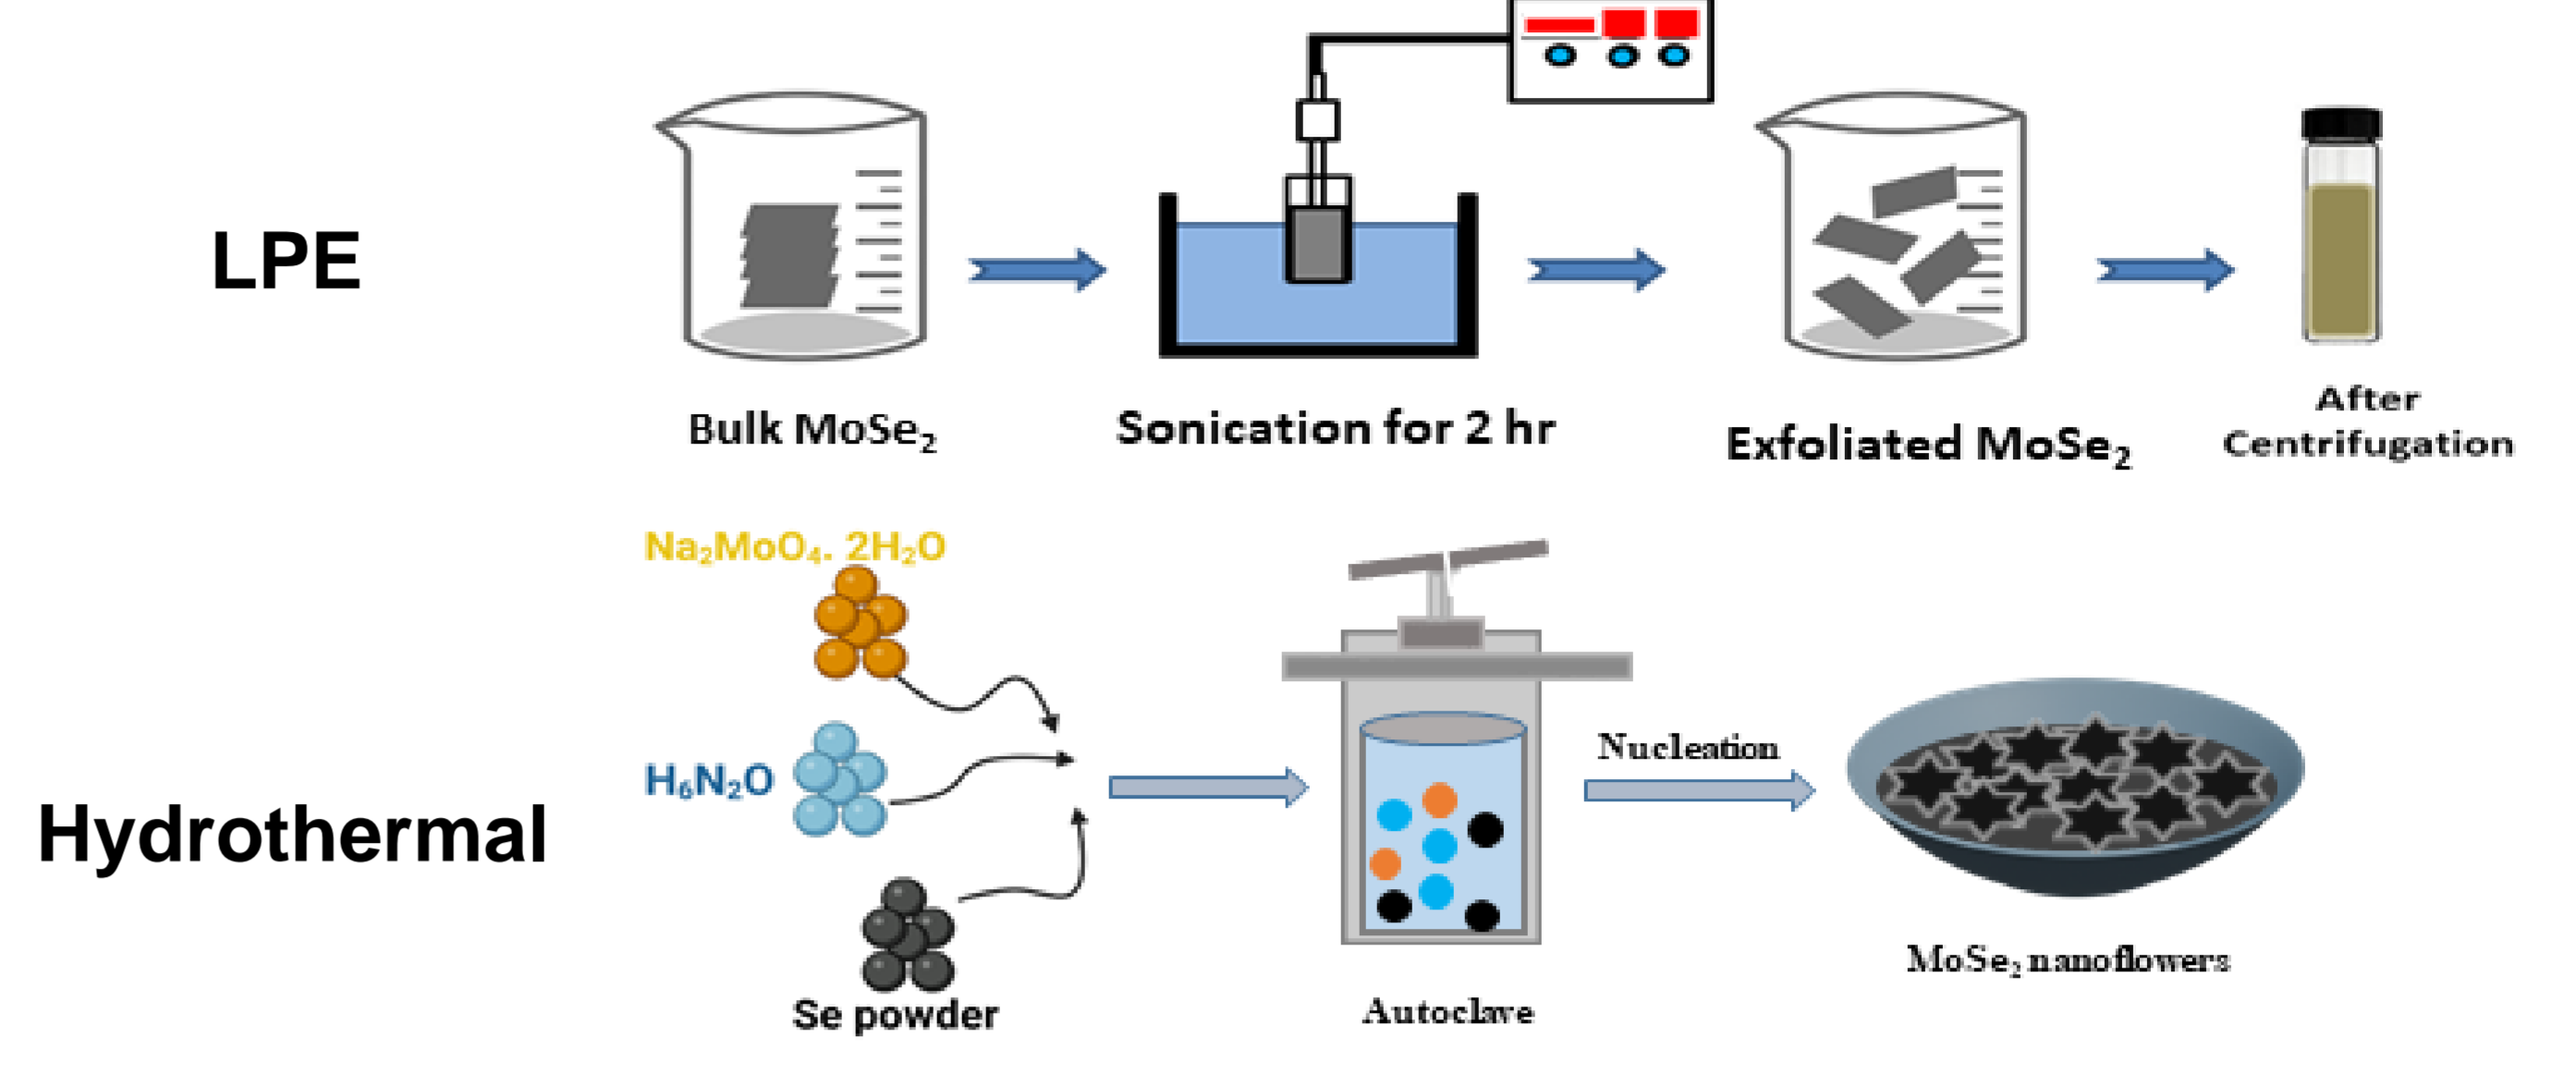 LPE
Bulk MoSe₂
Sonication for 2 hr
Exfoliated MoSe₂
After
Centrifugation
Hydrothermal
Na₂MoO₄. 2H₂O
H₆N₂O
Se powder
Autoclave
Nucleation
MoSe₂ nanoflowers